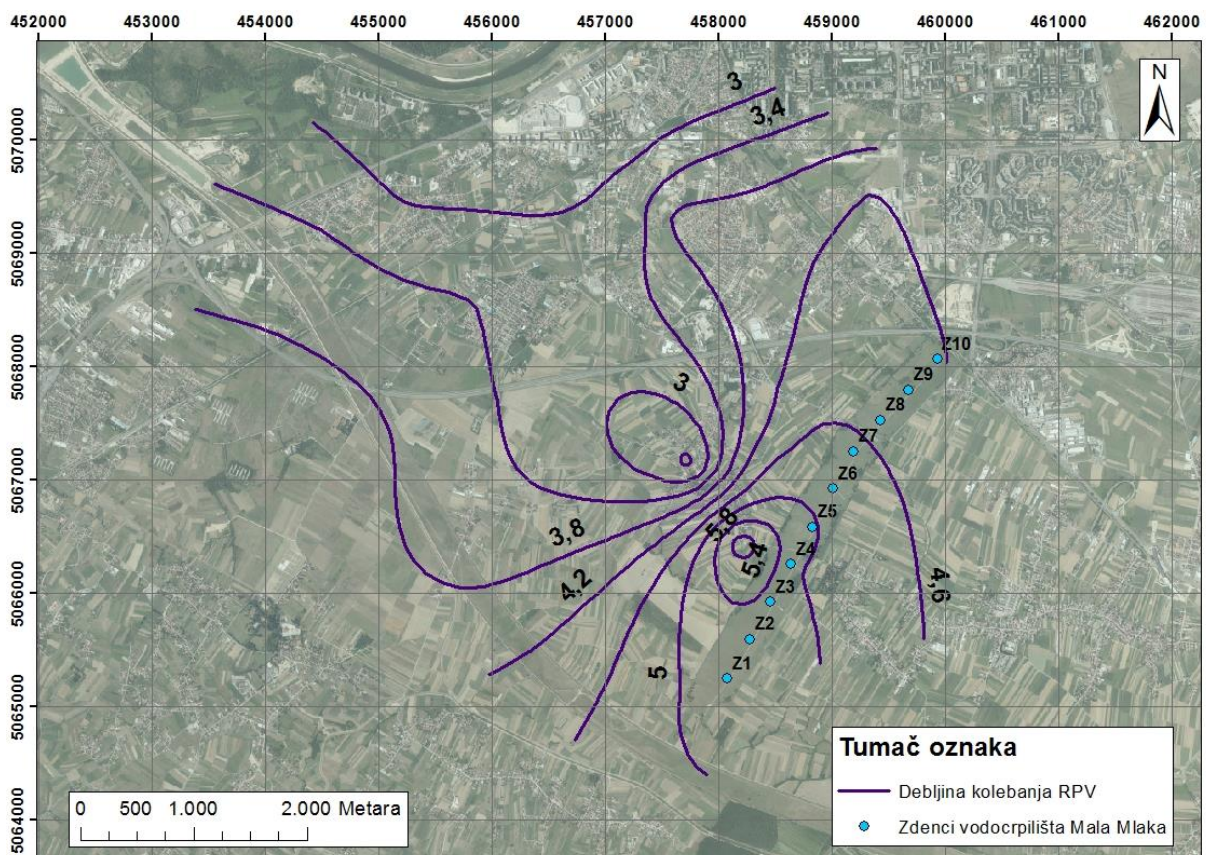 452000 453000 454000 455000 456000 457000 458000 459000 460000 461000 462000
5070000
5069000
5068000
5067000
5066000
5065000
5064000
N
3
3,4
3
3,8
4,2
5,8
5,4
5
4,6
Z10
Z9
Z8
Z7
Z6
Z5
Z4
Z3
Z2
Z1
0 500 1.000 2.000 Metara
Tumač oznaka
Debljina kolebanja RPV
Zdenci vodocrpilišta Mala Mlaka